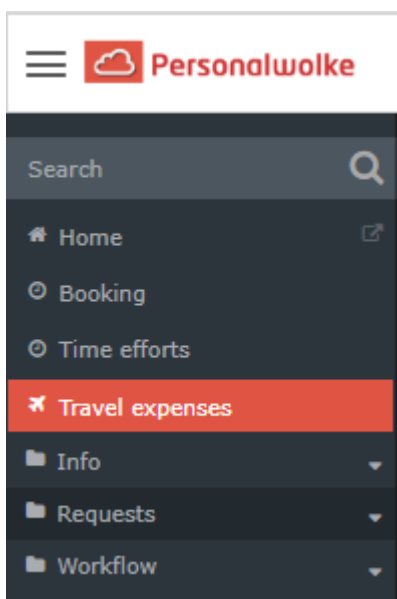 Personalwolke
Search
Home
Booking
Time efforts
Travel expenses
Info
Requests
Workflow